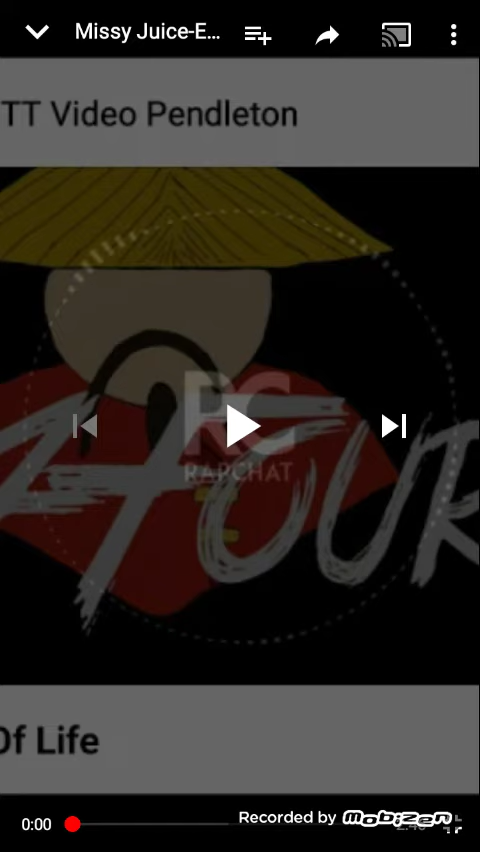 Missy Juice-E...
TT Video Pendleton
RC
RAPCHAT
Of Life
0:00
Recorded by MOBIZEN